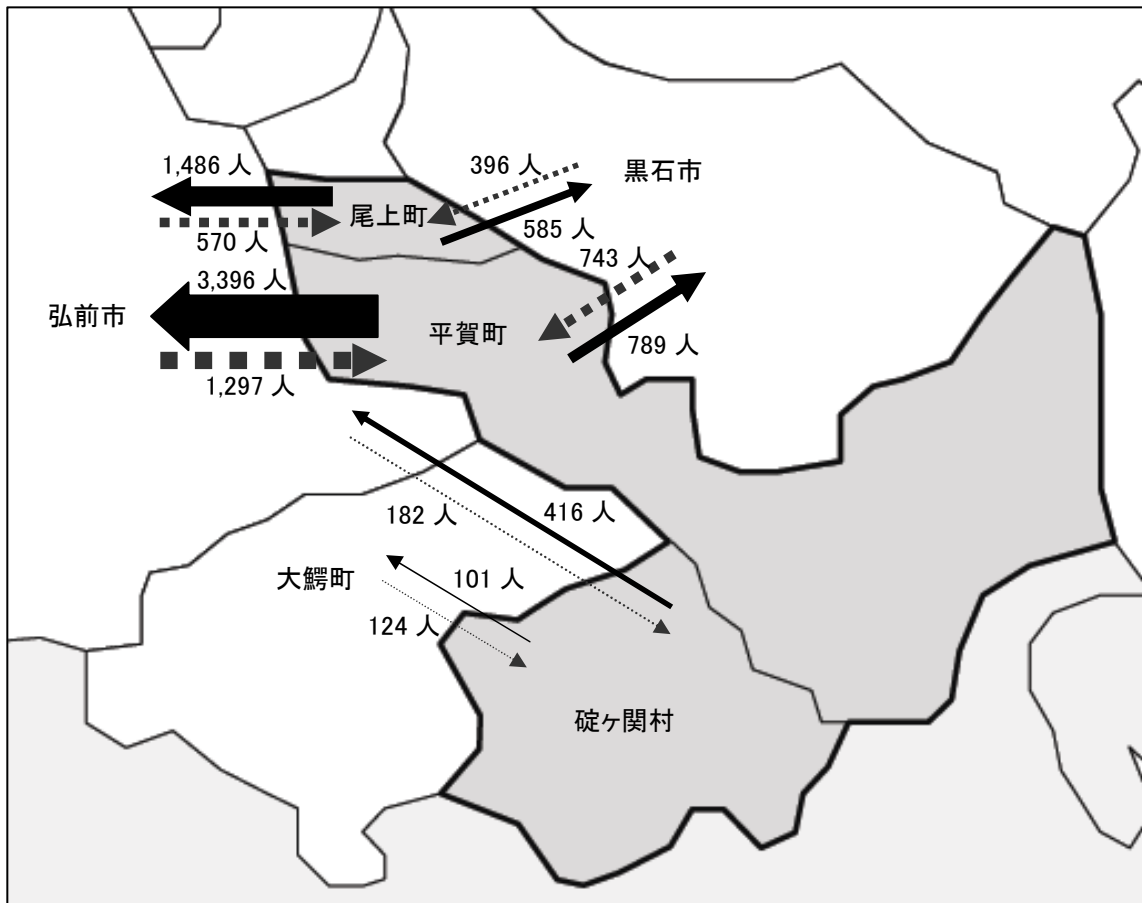 1,486 人
396 人
黒石市
尾上町
585 人
570 人
743 人
3,396 人
弘前市
平賀町
789 人
1,297 人
182 人
416 人
大鰐町
101 人
124 人
碇ヶ関村